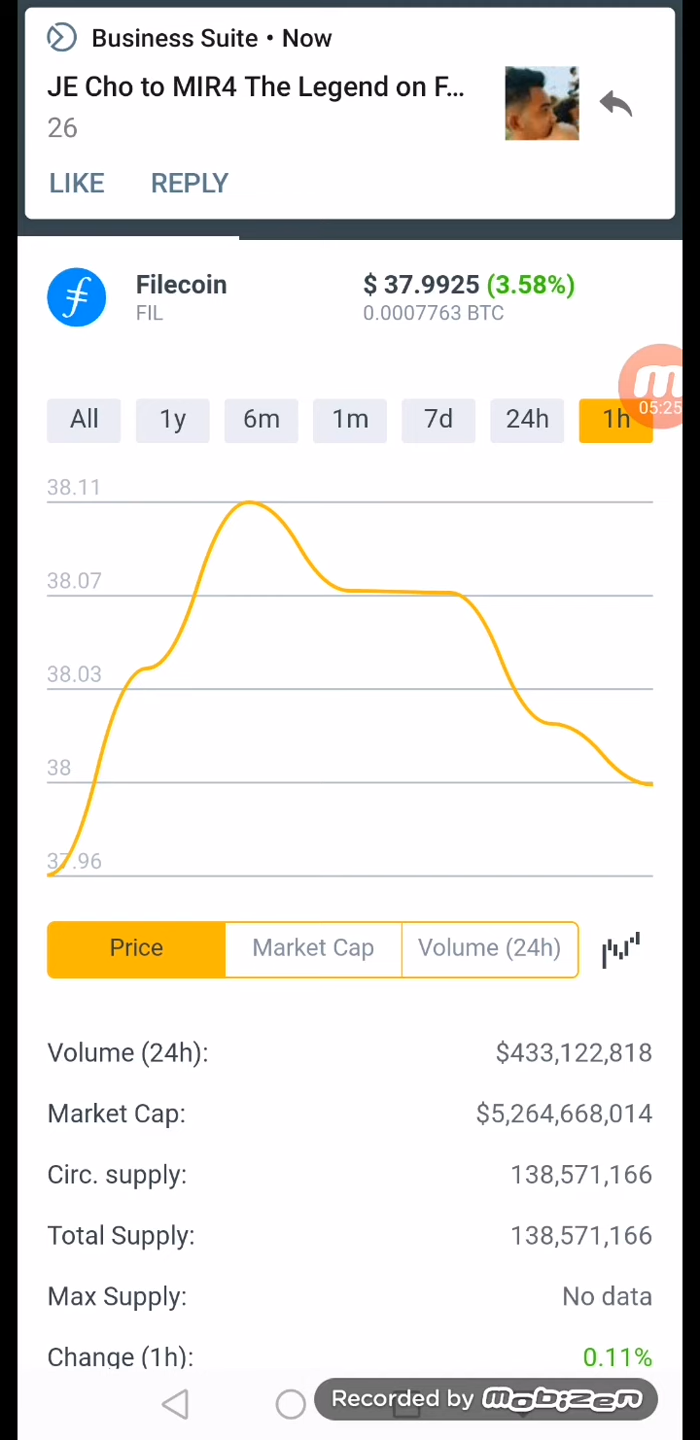 Business Suite • Now
JE Cho to MIR4 The Legend on F...
26
LIKE REPLY
Filecoin $ 37.9925 (3.58%)
FIL 0.0007763 BTC
05:25
All 1y 6m 1m 7d 24h 1h
38.11
38.07
38.03
38
37.96
Price Market Cap Volume (24h)
Volume (24h): $433,122,818
Market Cap: $5,264,668,014
Circ. supply: 138,571,166
Total Supply: 138,571,166
Max Supply: No data
Change (1h): 0.11%
Recorded by Mobizen